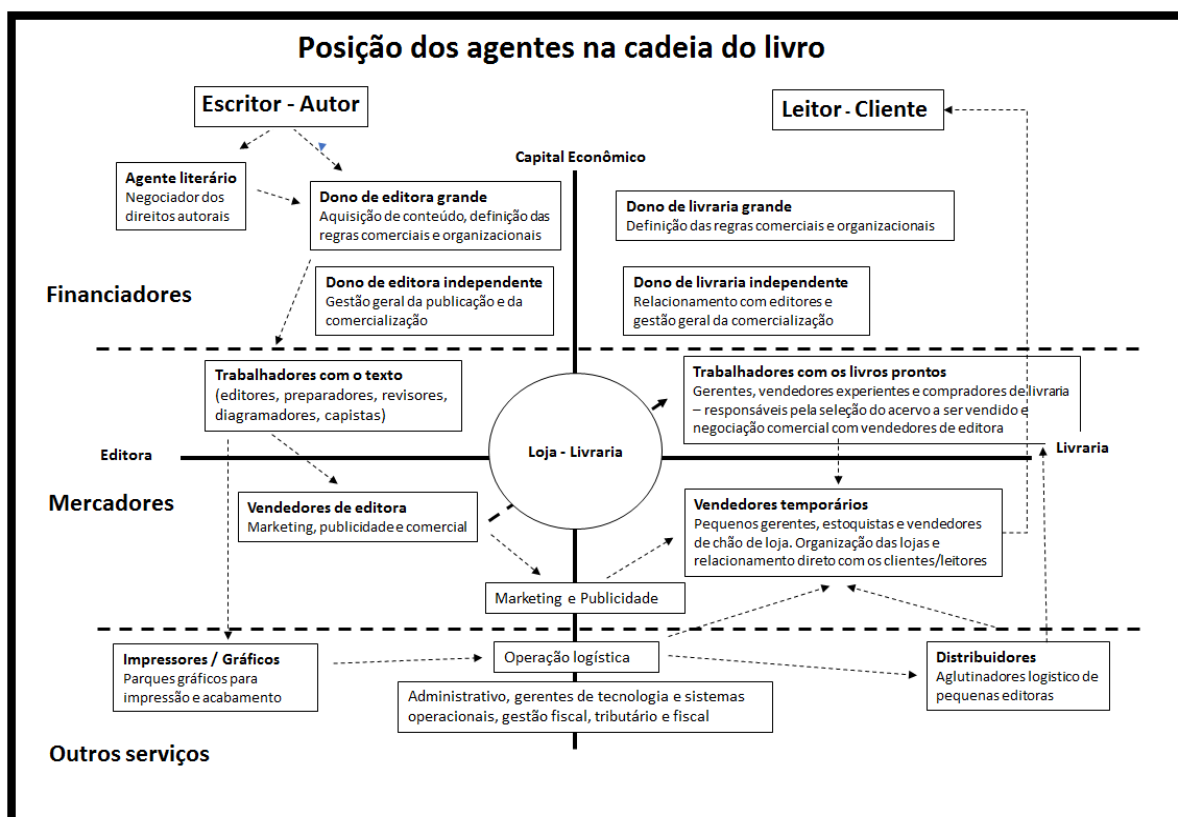 Posição dos agentes na cadeia do livro
Escritor - Autor
Leitor - Cliente
Capital Econômico
Agente literário
Negociador dos
direitos autorais
Dono de editora grande
Aquisição de conteúdo, definição das
regras comerciais e organizacionais
Dono de livraria grande
Definição das regras comerciais e organizacionais
Financiadores
Dono de editora independente
Gestão geral da publicação e da
comercialização
Dono de livraria independente
Relacionamento com editores e
gestão geral da comercialização
Trabalhadores com o texto
(editores, preparadores, revisores,
diagramadores, capistas)
Trabalhadores com os livros prontos
Gerentes, vendedores experientes e compradores de livraria
– responsáveis pela seleção do acervo a ser vendido e
negociação comercial com vendedores de editora
Loja - Livraria
Editora
Livraria
Mercadores
Vendedores de editora
Marketing, publicidade e comercial
Vendedores temporários
Pequenos gerentes, estoquistas e vendedores
de chão de loja. Organização das lojas e
relacionamento direto com os clientes/leitores
Marketing e Publicidade
Impressores / Gráficos
Parques gráficos para
impressão e acabamento
Operação logística
Distribuidores
Aglutinadores logistico de
pequenas editoras
Administrativo, gerentes de tecnologia e sistemas
operacionais, gestão fiscal, tributário e fiscal
Outros serviços